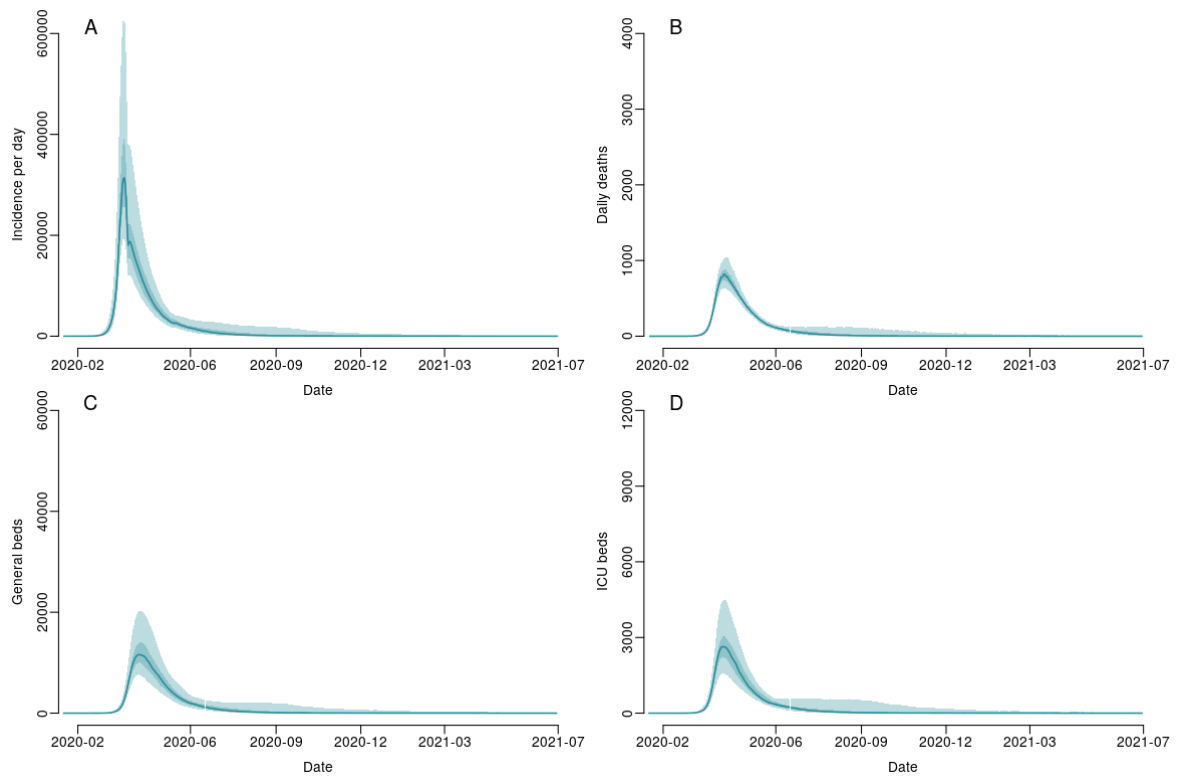 A
Incidence per day
600000
400000
200000
0
2020-02 2020-06 2020-09 2020-12 2021-03 2021-07
Date
B
Daily deaths
4000
3000
2000
1000
0
2020-02 2020-06 2020-09 2020-12 2021-03 2021-07
Date
C
General beds
60000
40000
20000
0
2020-02 2020-06 2020-09 2020-12 2021-03 2021-07
Date
D
ICU beds
12000
9000
6000
3000
0
2020-02 2020-06 2020-09 2020-12 2021-03 2021-07
Date